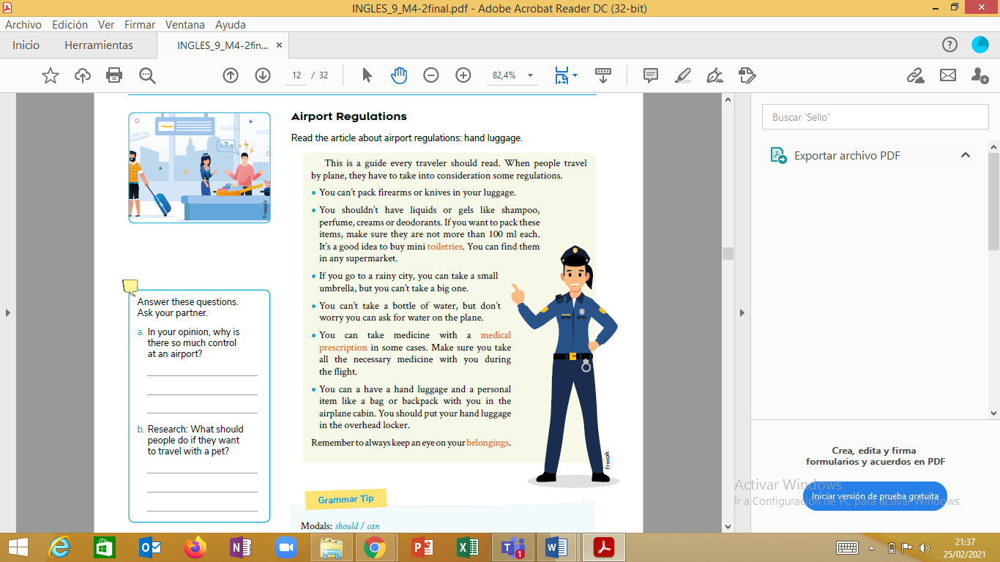 INGLES_9_M4-2final.pdf - Adobe Acrobat Reader DC (32-bit)
Archivo Edición Ver Firmar Ventana Ayuda
Inicio Herramientas INGLES_9_M4-2fin...
12 / 32 82,4%
Airport Regulations
Read the article about airport regulations: hand luggage.
This is a guide every traveler should read. When people travel
by plane, they have to take into consideration some regulations.
• You can't pack firearms or knives in your luggage.
• You shouldn't have liquids or gels like shampoo,
perfume, creams or deodorants. If you want to pack these
items, make sure they are not more than 100 ml each.
It's a good idea to buy mini toiletries. You can find them
in any supermarket.
• If you go to a rainy city, you can take a small
umbrella, but you can't take a big one.
• You can't take a bottle of water, but don't
worry you can ask for water on the plane.
• You can take medicine with a medical
prescription in some cases. Make sure you take
all the necessary medicine with you during
the flight.
• You can a have a hand luggage and a personal
item like a bag or backpack with you in the
airplane cabin. You should put your hand luggage
in the overhead locker.
Remember to always keep an eye on your belongings.
Freepik
Freepik
Answer these questions.
Ask your partner.
a. In your opinion, why is
there so much control
at an airport?
b. Research: What should
people do if they want
to travel with a pet?
Grammar Tip
Modals: should / can
Buscar 'Sello'
Exportar archivo PDF
Crea, edita y firma
formularios y acuerdos en PDF
Iniciar versión de prueba gratuita
Activar Windows
Ir a Configuración de PC para activar Windows.
21:37
25/02/2021